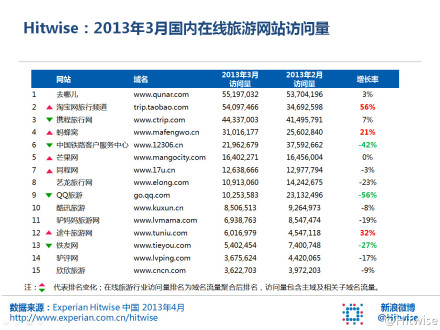 Hitwise：2013年3月国内在线旅游网站访问量
网站 域名 2013年3月访问量 2013年2月访问量 增长率
1 去哪儿 www.qunar.com 55,197,032 53,704,196 3%
2 淘宝网旅行频道 trip.taobao.com 54,097,466 34,692,598 56%
3 携程旅行网 www.ctrip.com 44,337,003 41,495,791 7%
4 蚂蜂窝 www.mafengwo.cn 31,016,177 25,602,840 21%
6 中国铁路客户服务中心 www.12306.cn 21,962,679 37,592,662 -42%
5 芒果网 www.mangocity.com 16,402,271 16,456,004 0%
7 同程网 www.17u.cn 12,638,666 12,977,794 -3%
8 艺龙旅行网 www.elong.com 10,913,060 14,242,675 -23%
9 QQ旅游 go.qq.com 10,253,583 23,132,496 -56%
10 酷讯旅游 www.kuxun.cn 8,506,513 9,264,973 -8%
11 驴妈妈旅游网 www.lvmama.com 6,938,763 8,547,474 -19%
12 途牛旅游网 www.tuniu.com 6,016,979 4,547,118 32%
13 铁友网 www.tieyou.com 5,402,454 7,400,748 -27%
14 驴评网 www.lvping.com 3,675,624 4,420,065 -17%
15 欣欣旅游 www.cncn.com 3,622,703 3,972,203 -9%
注： 代表排名变化；在线旅游行业访问量排名为域名流量聚合后排名，访问量包含主域及相关子域名流量。
数据来源：Experian Hitwise 中国 2013年4月
http://www.experian.com.cn/hitwise
新浪微博
@Hitwise
@Hitwise